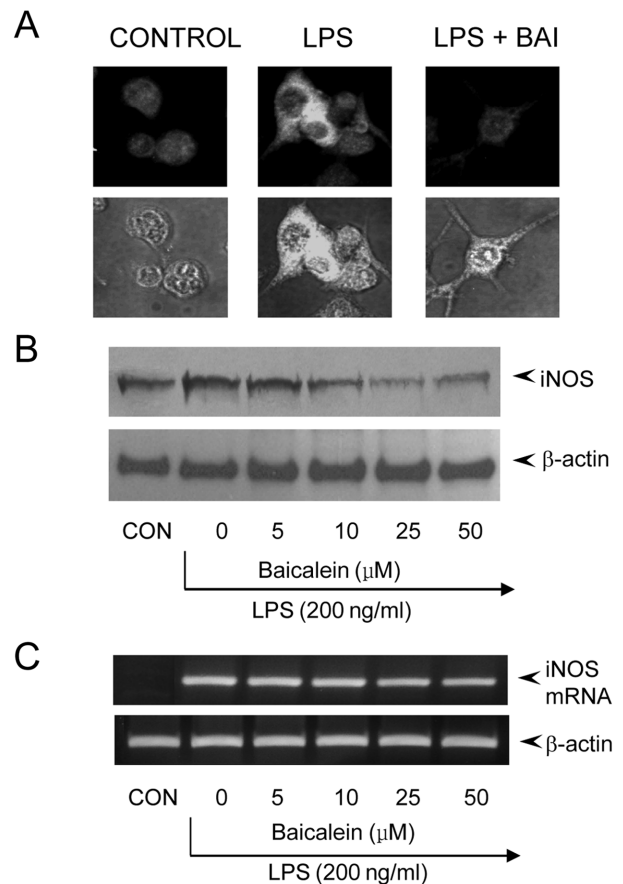 A
CONTROL LPS LPS + BAI
B
iNOS
β-actin
CON 0 5 10 25 50
Baicalein (μM)
LPS (200 ng/ml)
C
iNOS
mRNA
β-actin
CON 0 5 10 25 50
Baicalein (μM)
LPS (200 ng/ml)